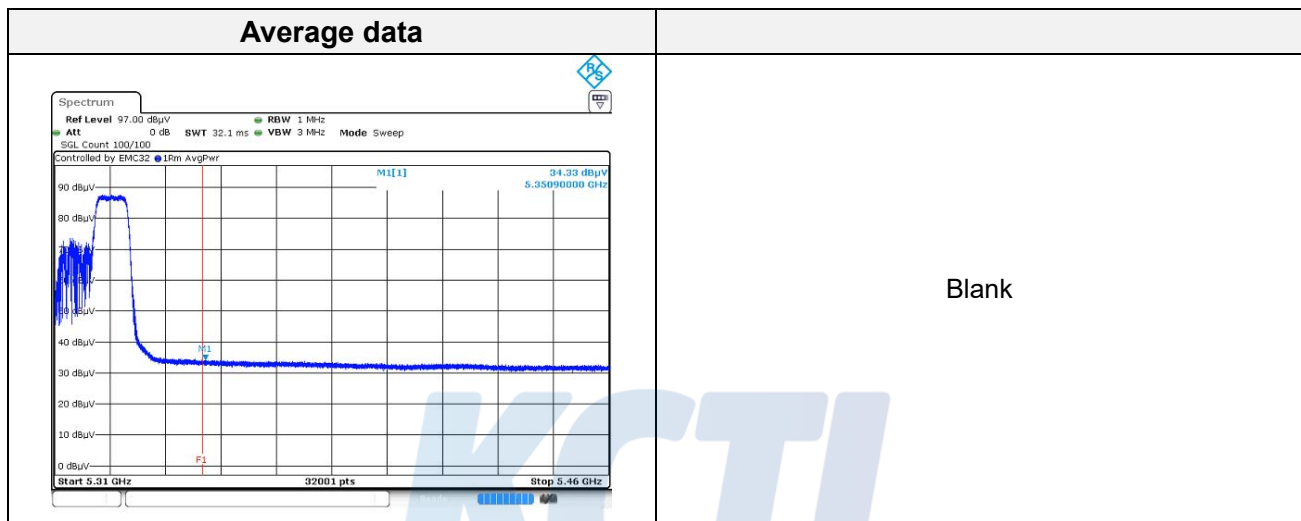 Average data
R&S
Spectrum
Ref Level 97.00 dBµV RBW 1 MHz
Att 0 dB SWT 32.1 ms VBW 3 MHz Mode Sweep
SGL Count 100/100
Controlled by EMC32 1Rm AvgPwr
M1[1] 34.33 dBµV
5.35090000 GHz
90 dBµV
80 dBµV
40 dBµV
M1
30 dBµV
20 dBµV
10 dBµV
F1
0 dBµV
Start 5.31 GHz 32001 pts Stop 5.46 GHz
Blank
KCTL